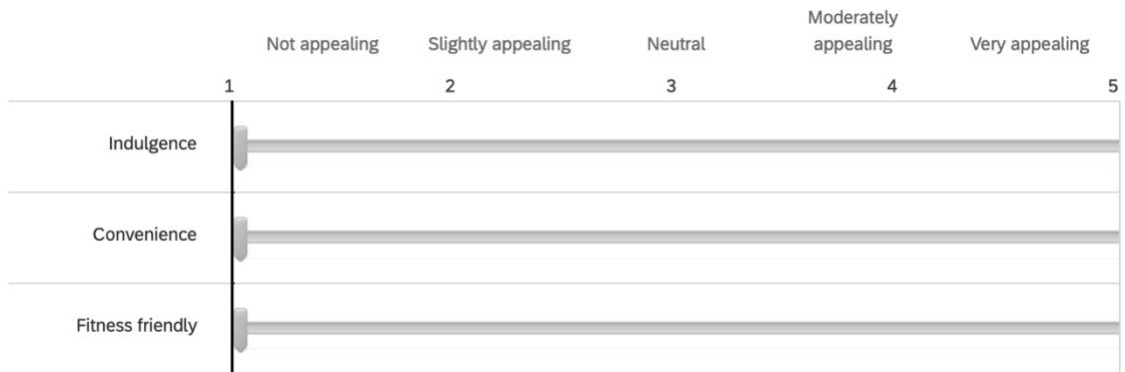 Not appealing Slightly appealing Neutral Moderately appealing Very appealing
1 2 3 4 5
Indulgence
Convenience
Fitness friendly